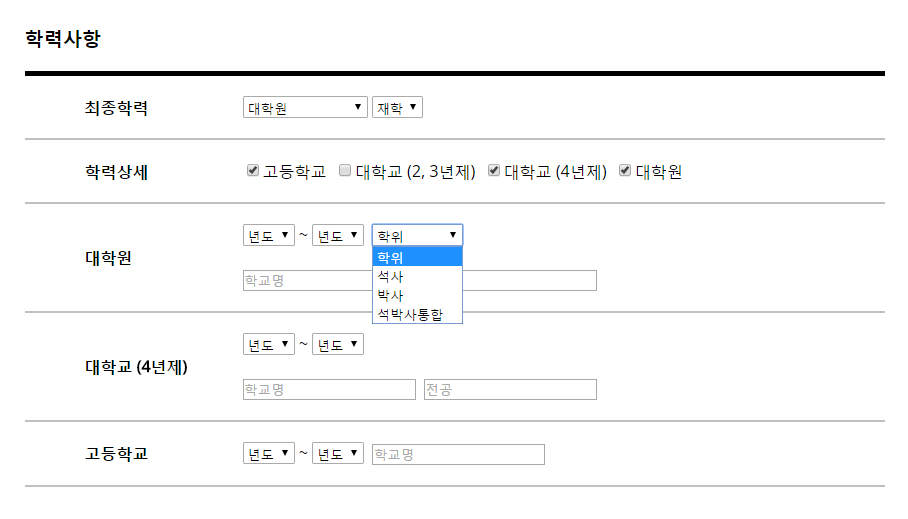 학력사항
최종학력 대학원 재학
학력상세 고등학교 대학교 (2, 3년제) 대학교 (4년제) 대학원
대학원 년도 ~ 년도 학위
학위
학교명
석사
박사
석박사통합
대학교 (4년제) 년도 ~ 년도
학교명 전공
고등학교 년도 ~ 년도 학교명